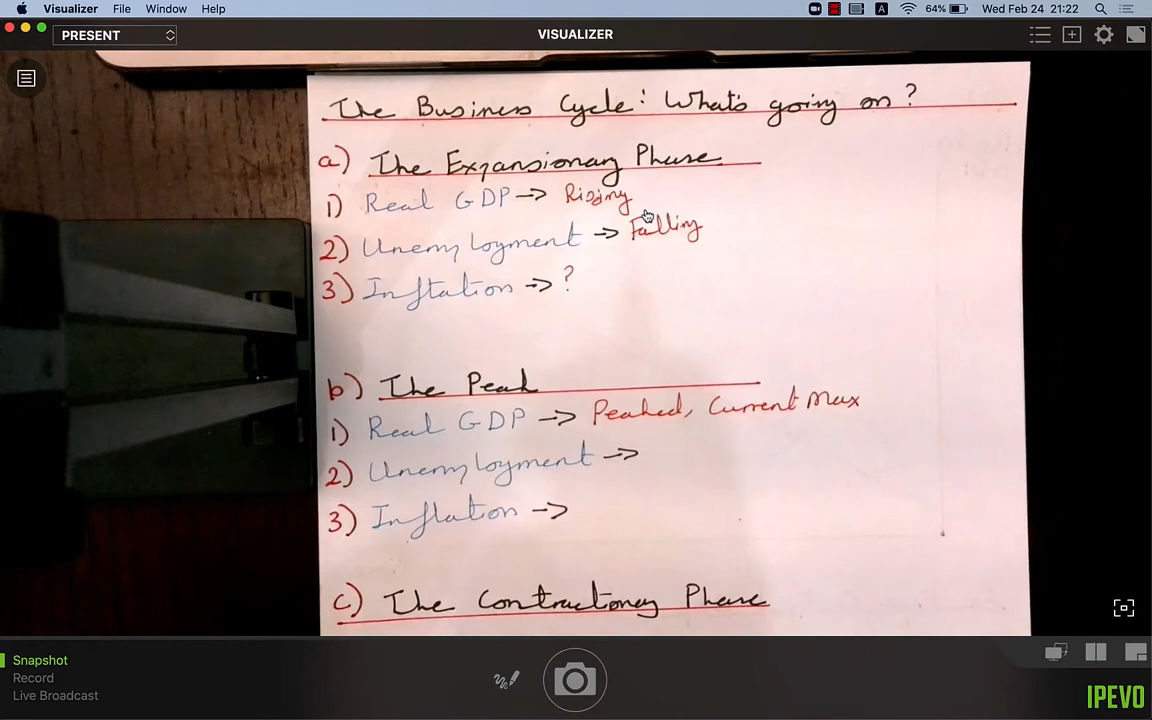 Visualizer File Window Help 64% Wed Feb 24 21:22
PRESENT
VISUALIZER
The Business Cycle: What's going on?
a) The Expansionary Phase
1) Real GDP → Rising
2) Unemployment → Falling
3) Inflation → ?
b) The Peak
1) Real GDP → Peaked, Current Max
2) Unemployment →
3) Inflation →
c) The Contractionary Phase
Snapshot
Record
Live Broadcast
IPEVO